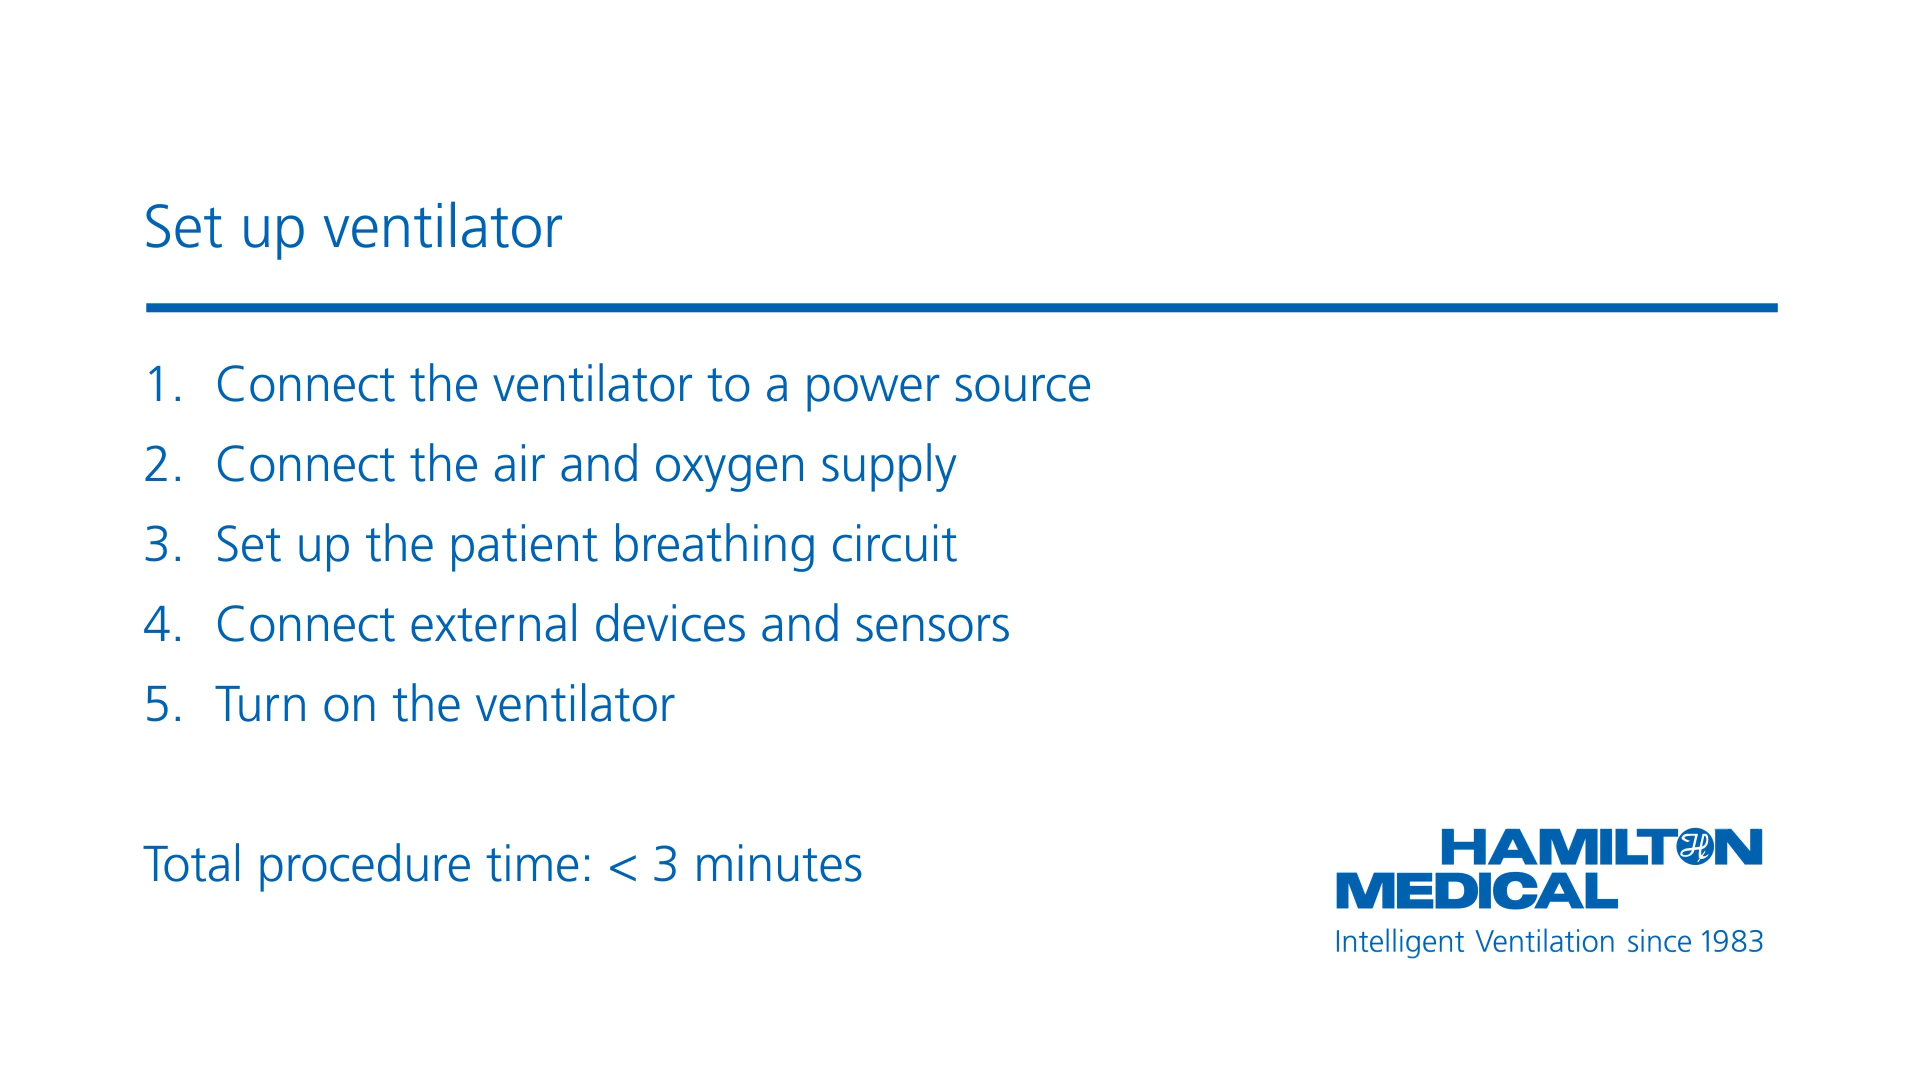 Set up ventilator
1. Connect the ventilator to a power source
2. Connect the air and oxygen supply
3. Set up the patient breathing circuit
4. Connect external devices and sensors
5. Turn on the ventilator
Total procedure time: < 3 minutes
HAMILTON
MEDICAL
Intelligent Ventilation since 1983